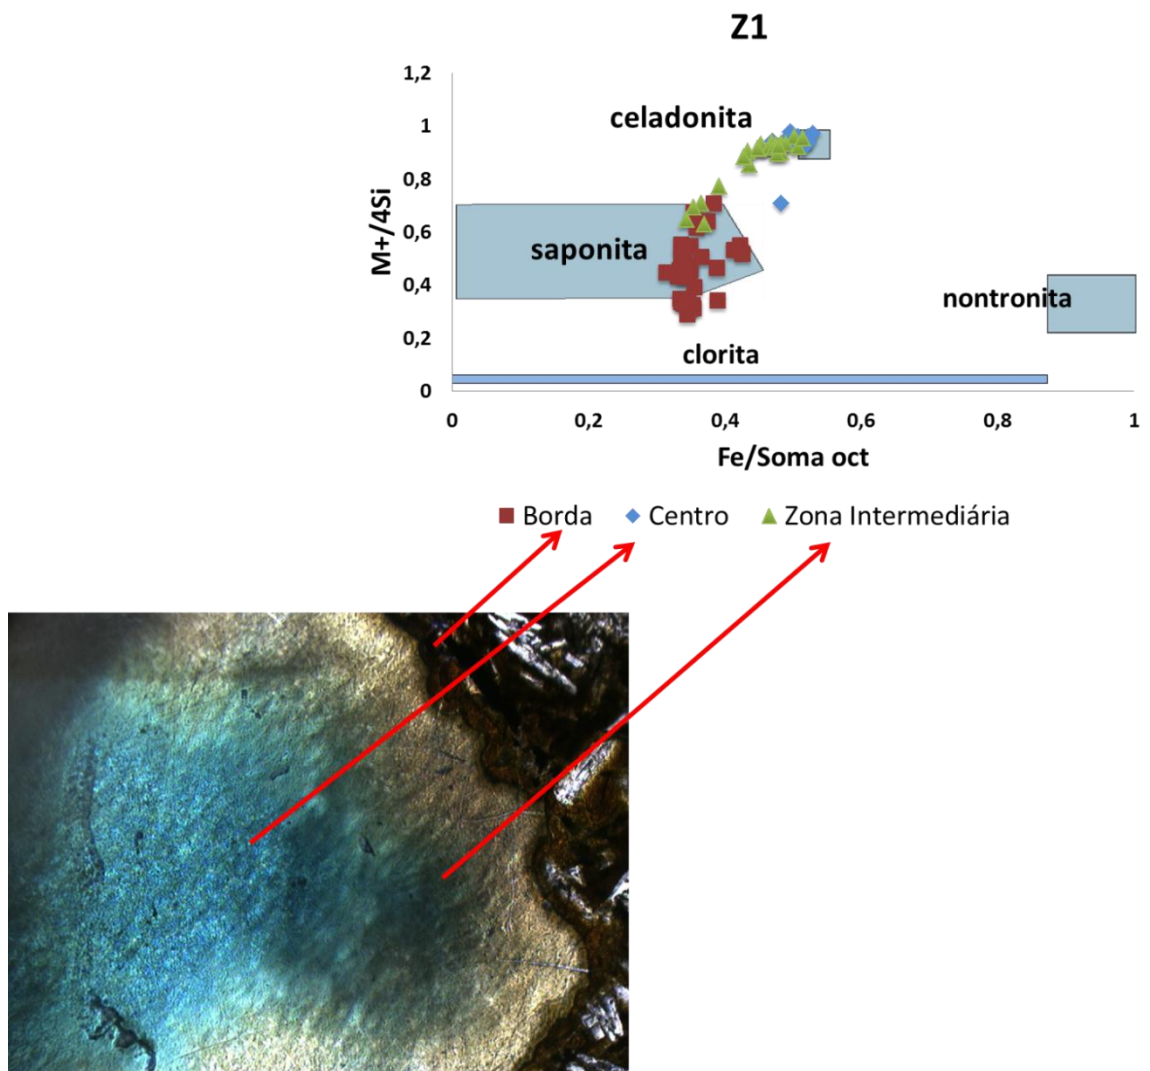 Z1
M+/4Si
1,2
1
0,8
0,6
0,4
0,2
0
celadonita
saponita
nontronita
clorita
0 0,2 0,4 0,6 0,8 1
Fe/Soma oct
Borda Centro Zona Intermediária